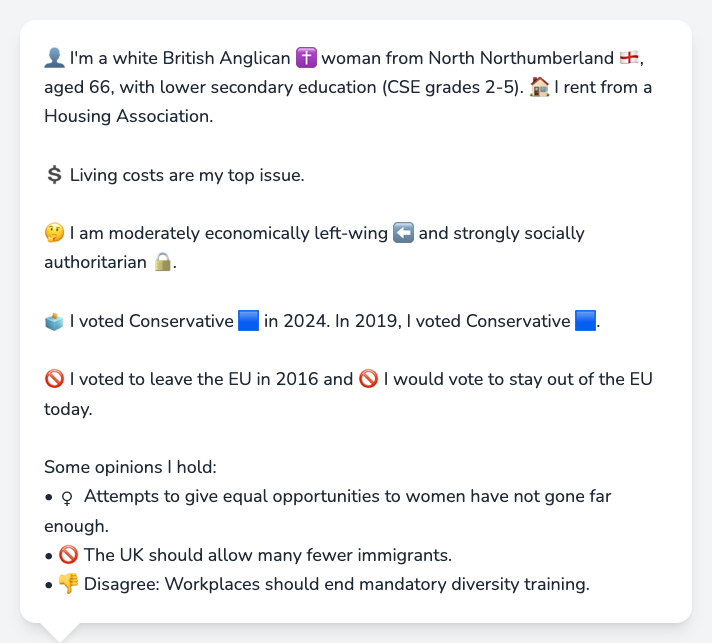 👤 I'm a white British Anglican ✝️ woman from North Northumberland 🏴󠁧󠁢󠁥󠁮󠁧󠁿,
aged 66, with lower secondary education (CSE grades 2-5). 🏠 I rent from a
Housing Association.
💲 Living costs are my top issue.
🤔 I am moderately economically left-wing ⬅️ and strongly socially
authoritarian 🔒.
🗳️ I voted Conservative 🟦 in 2024. In 2019, I voted Conservative 🟦.
🚫 I voted to leave the EU in 2016 and 🚫 I would vote to stay out of the EU
today.
Some opinions I hold:
• ♀ Attempts to give equal opportunities to women have not gone far
enough.
• 🚫 The UK should allow many fewer immigrants.
• 👎 Disagree: Workplaces should end mandatory diversity training.